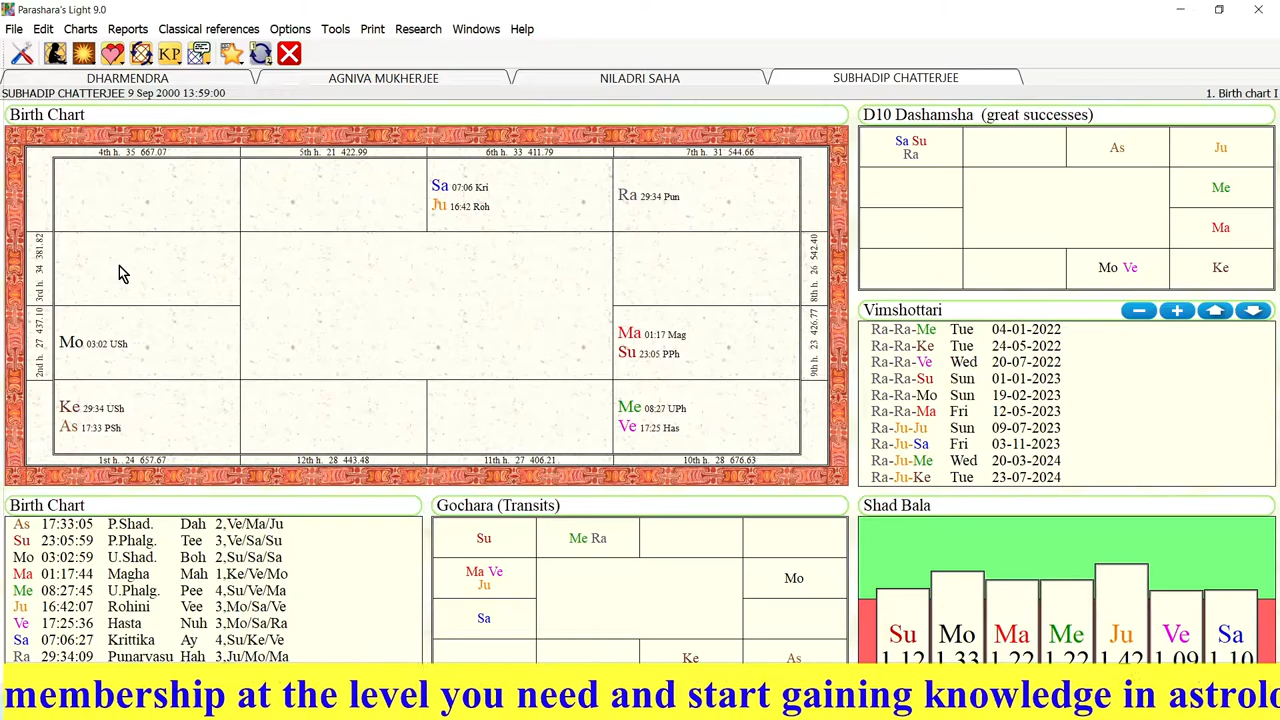 Parashara's Light 9.0
File Edit Charts Reports Classical references Options Tools Print Research Windows Help
KP
DHARMENDRA AGNIVA MUKHERJEE NILADRI SAHA SUBHADIP CHATTERJEE
SUBHADIP CHATTERJEE 9 Sep 2000 13:59:00 1. Birth chart I
Birth Chart
4th h. 35 667.07 5th h. 21 422.99 6th h. 33 411.79 7th h. 31 544.66
Sa 07:06 Kri
Ju 16:42 Roh
Ra 29:34 Pun
3rd h. 34 381.82
8th h. 26 542.40
Mo 03:02 USh
Ma 01:17 Mag
Su 23:05 PPh
2nd h. 27 437.10
9th h. 23 426.77
Ke 29:34 USh
As 17:33 PSh
Me 08:27 UPh
Ve 17:25 Has
1st h. 24 657.67 12th h. 28 443.48 11th h. 27 406.21 10th h. 28 676.63
D10 Dashamsha (great successes)
Sa Su
Ra
As
Ju
Me
Ma
Mo Ve
Ke
Vimshottari
Ra-Ra-Me Tue 04-01-2022
Ra-Ra-Ke Tue 24-05-2022
Ra-Ra-Ve Wed 20-07-2022
Ra-Ra-Su Sun 01-01-2023
Ra-Ra-Mo Sun 19-02-2023
Ra-Ra-Ma Fri 12-05-2023
Ra-Ju-Ju Sun 09-07-2023
Ra-Ju-Sa Fri 03-11-2023
Ra-Ju-Me Wed 20-03-2024
Ra-Ju-Ke Tue 23-07-2024
Birth Chart
As 17:33:05 P.Shad. Dah 2,Ve/Ma/Ju
Su 23:05:59 P.Phalg. Tee 3,Ve/Sa/Su
Mo 03:02:59 U.Shad. Boh 2,Su/Sa/Sa
Ma 01:17:44 Magha Mah 1,Ke/Ve/Mo
Me 08:27:45 U.Phalg. Pee 4,Su/Ve/Ma
Ju 16:42:07 Rohini Vee 3,Mo/Sa/Ve
Ve 17:25:36 Hasta Nuh 3,Mo/Sa/Ra
Sa 07:06:27 Krittika Ay 4,Su/Ke/Ve
Ra 29:34:09 Punarvasu Hah 3,Ju/Mo/Ma
Gochara (Transits)
Su
Me Ra
Ma Ve
Ju
Mo
Sa
Ke
As
Shad Bala
Su Mo Ma Me Ju Ve Sa
1.12 1.33 1.22 1.22 1.42 1.09 1.10
membership at the level you need and start gaining knowledge in astrolo